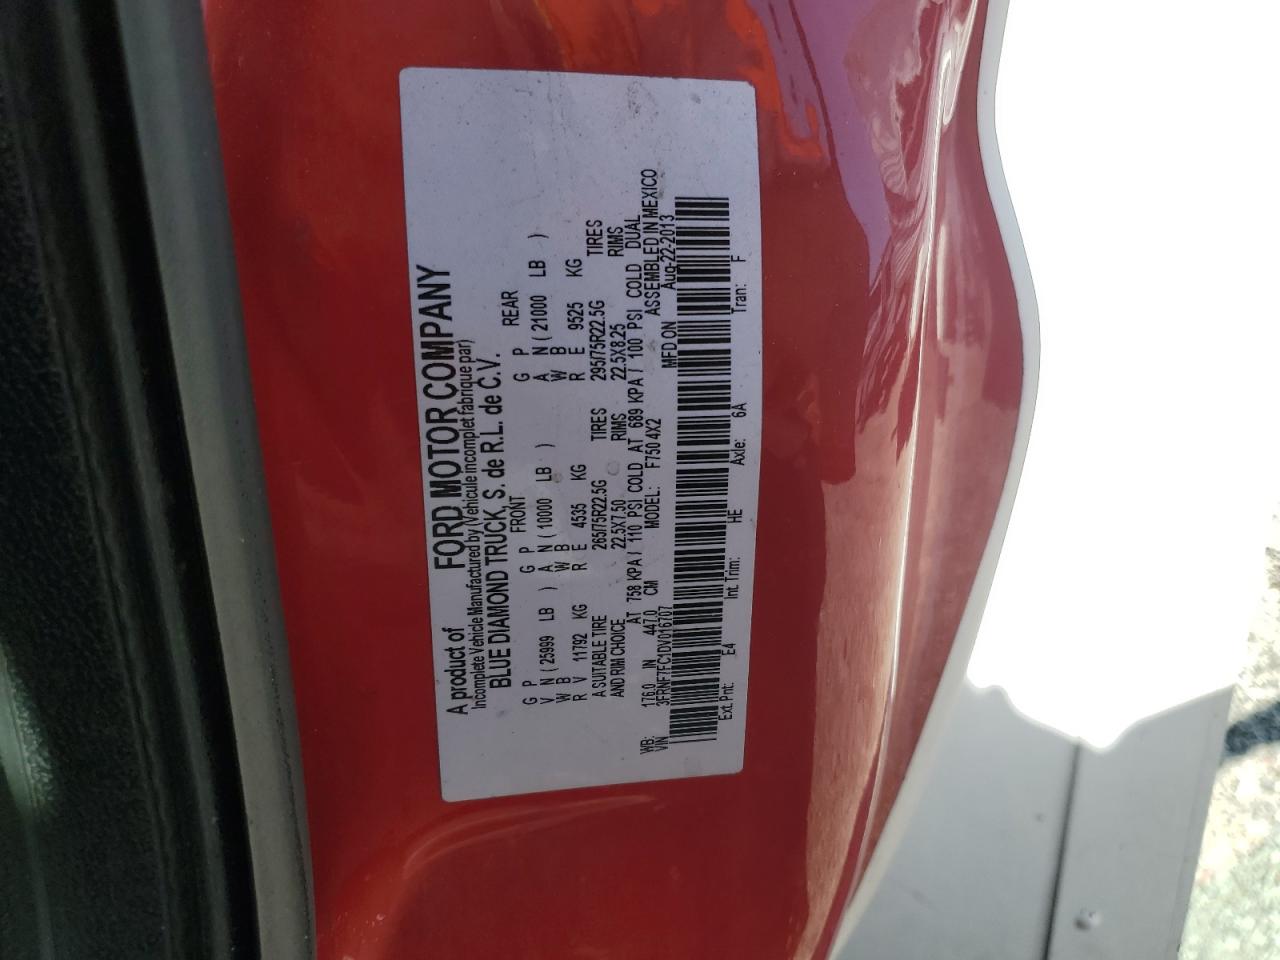 A product of FORD MOTOR COMPANY
Incomplete Vehicle Manufactured by (Vehicule incomplet fabrique par)
BLUE DIAMOND TRUCK, S. de R.L. de C.V.
FRONT REAR
G P G P G P
V N ( 25999 LB ) A N ( 10000 LB ) A N ( 21000 LB )
W B W B W B
R V 11792 KG R E 4535 KG R E 9525 KG
A SUITABLE TIRE 265/75R22.5G TIRES 295/75R22.5G TIRES
AND RIM CHOICE 22.5X7.50 RIMS 22.5X8.25 RIMS
AT 758 KPA / 110 PSI COLD AT 689 KPA / 100 PSI COLD DUAL
WB: 176.0 IN 447.0 CM MODEL: F750 4X2 ASSEMBLED IN MEXICO
VIN 3FRNF7FC1DV016707 MFD ON Aug-22-2013
Ext. Pnt: E4 Int. Trim: HE Axle: 6A Tran: F